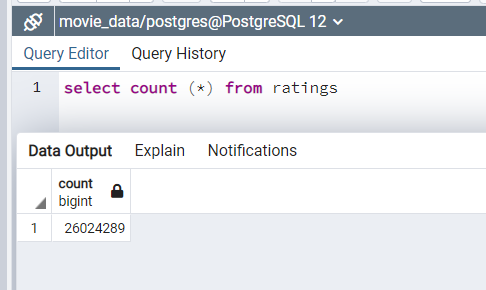 movie_data/postgres@PostgreSQL 12
Query Editor Query History
1 select count (*) from ratings
Data Output Explain Notifications
count
bigint
1 26024289